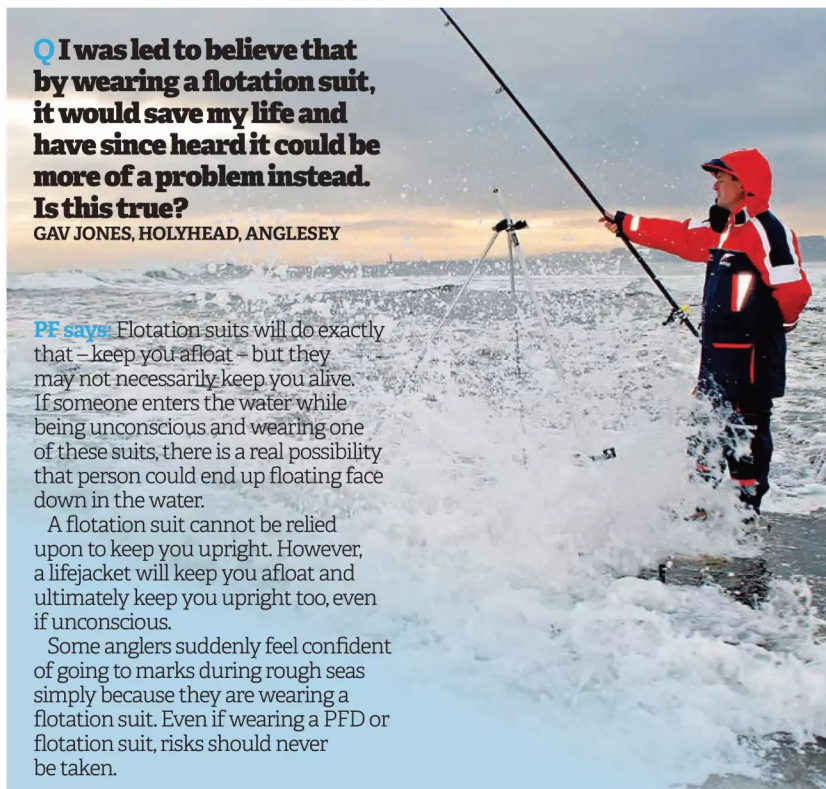 Q I was led to believe that
by wearing a flotation suit,
it would save my life and
have since heard it could be
more of a problem instead.
Is this true?
GAV JONES, HOLYHEAD, ANGLESEY
PF says: Flotation suits will do exactly
that – keep you afloat – but they
may not necessarily keep you alive.
If someone enters the water while
being unconscious and wearing one
of these suits, there is a real possibility
that person could end up floating face
down in the water.
A flotation suit cannot be relied
upon to keep you upright. However,
a lifejacket will keep you afloat and
ultimately keep you upright too, even
if unconscious.
Some anglers suddenly feel confident
of going to marks during rough seas
simply because they are wearing a
flotation suit. Even if wearing a PFD or
flotation suit, risks should never
be taken.